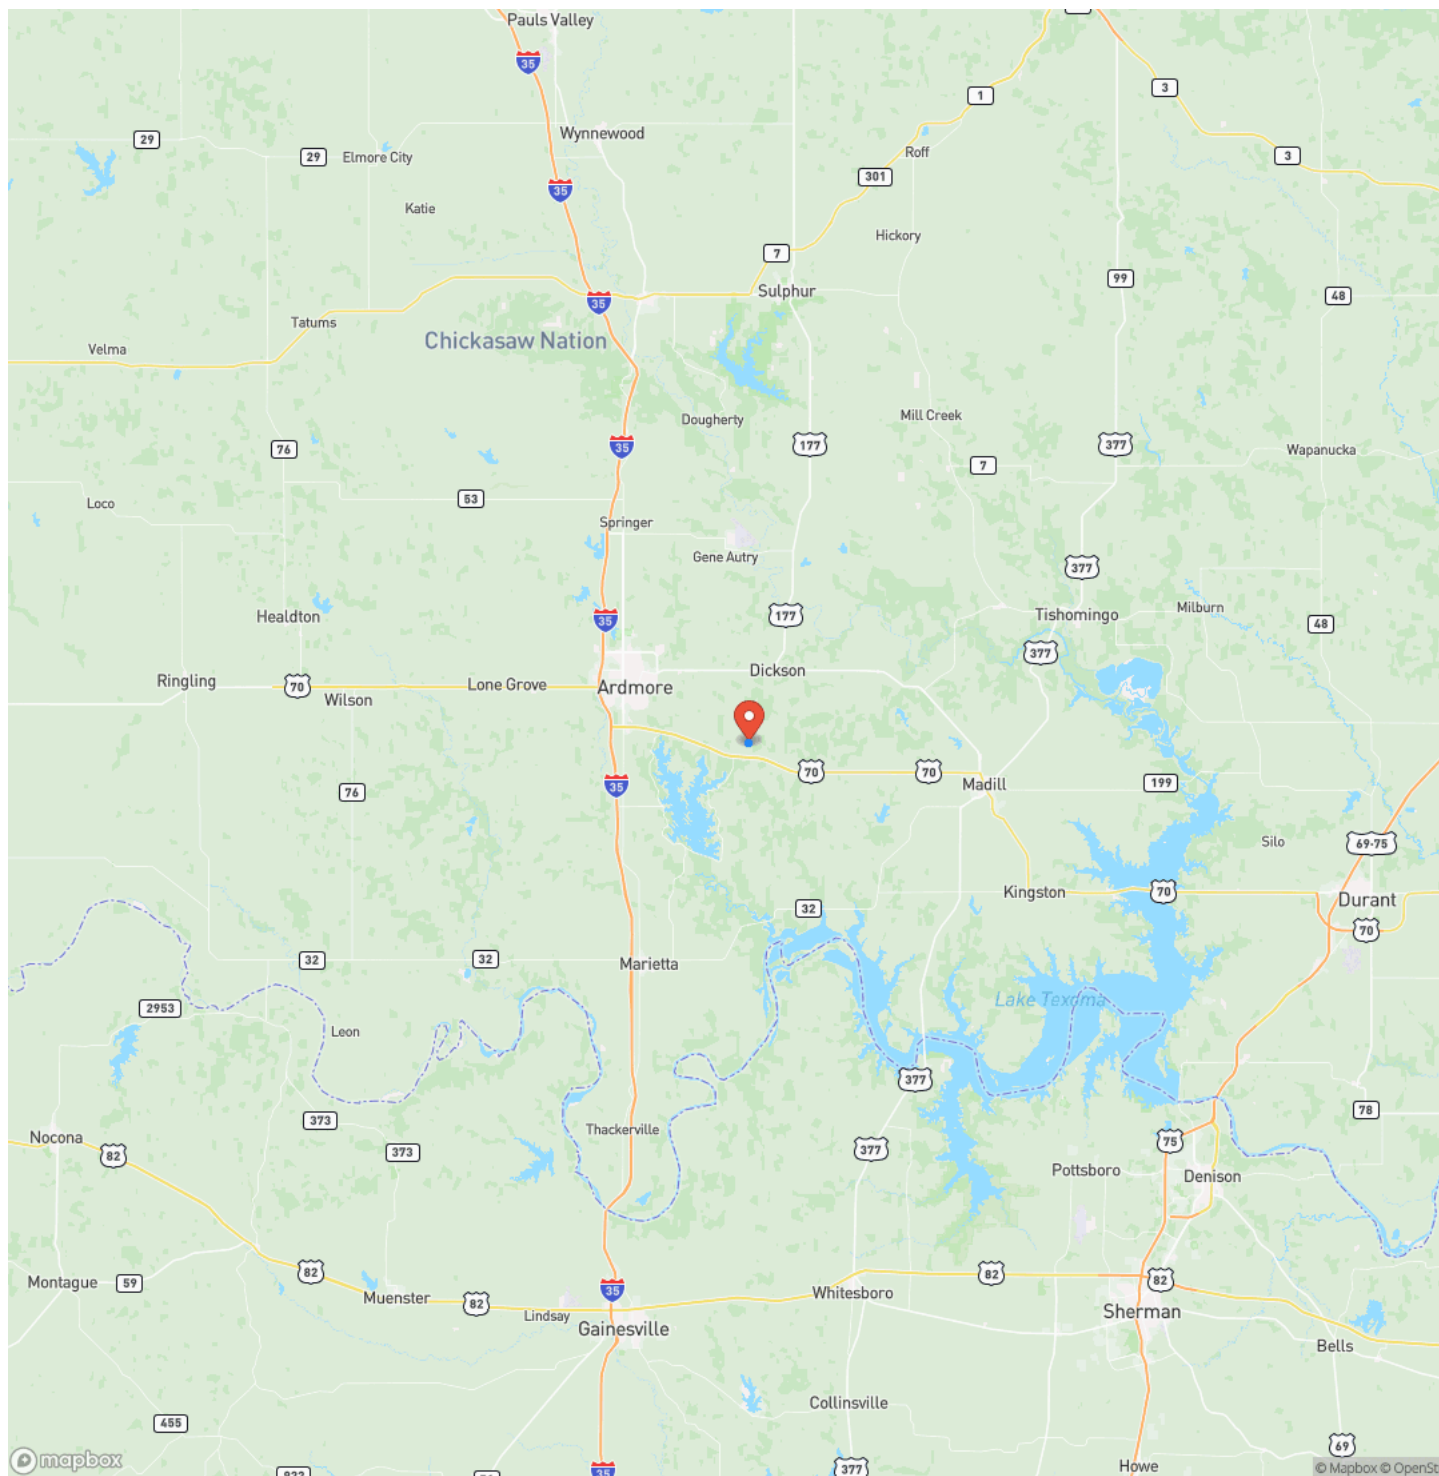 Pauls Valley
35
1
3
29
Wynnewood
29
Elmore City
Roff
3
301
35
Katie
Hickory
7
99
Sulphur
48
35
Tatums
Chickasaw Nation
Velma
Mill Creek
Dougherty
177
377
76
35
Wapanucka
7
53
Loco
Springer
Gene Autry
377
Milburn
Healdton
177
Tishomingo
35
48
377
Dickson
Ringling
70
Lone Grove
Ardmore
Wilson
70
70
Madill
199
35
76
Silo
69-75
Kingston
70
Durant
32
70
32
32
Marietta
Lake Texoma
2953
Leon
377
78
373
Thackerville
Nocona
75
377
82
373
Pottsboro
Denison
82
82
82
Montague
59
35
Whitesboro
Muenster
82
Sherman
Lindsay
Gainesville
Bells
Collinsville
455
69
mapbox
Howe
377
35
© Mapbox © OpenSt